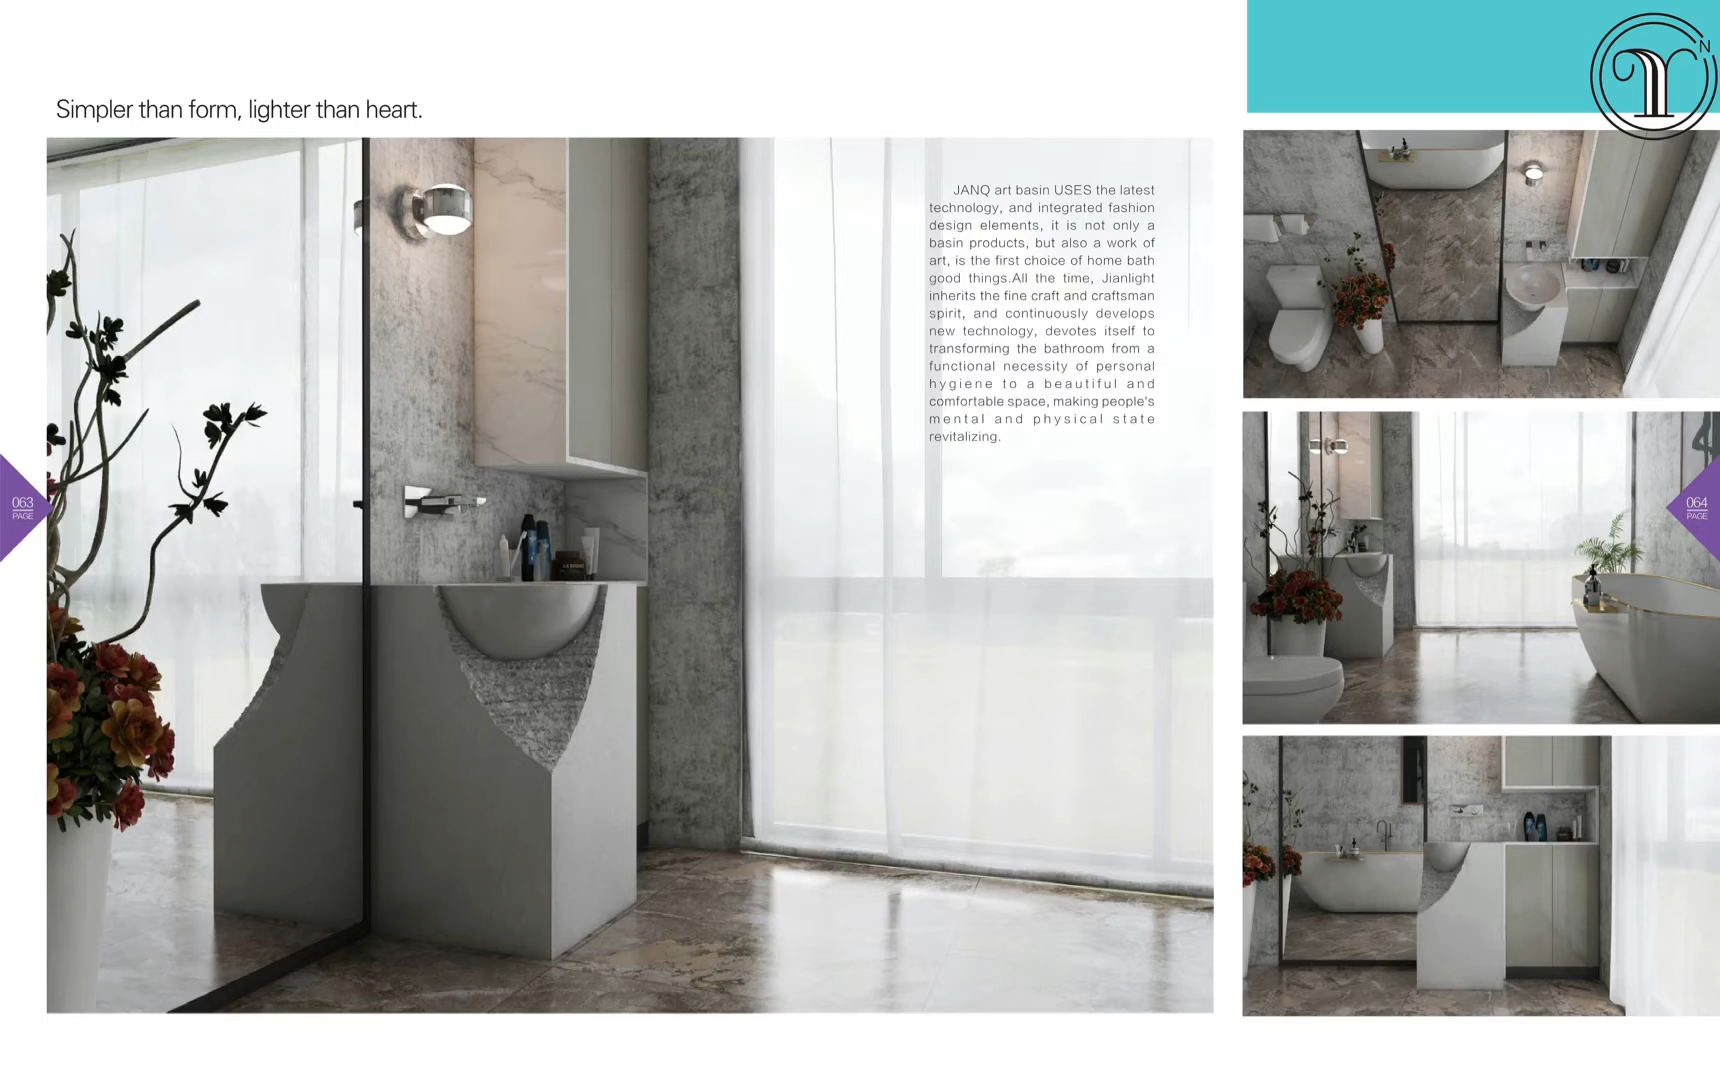 Simpler than form, lighter than heart.
JANQ art basin USES the latest
technology, and integrated fashion
design elements, it is not only a
basin products, but also a work of
art, is the first choice of home bath
good things.All the time, Jianlight
inherits the fine craft and craftsman
spirit, and continuously develops
new technology, devotes itself to
transforming the bathroom from a
functional necessity of personal
hygiene to a beautiful and
comfortable space, making people's
mental and physical state
revitalizing.
063
PAGE
064
PAGE
N